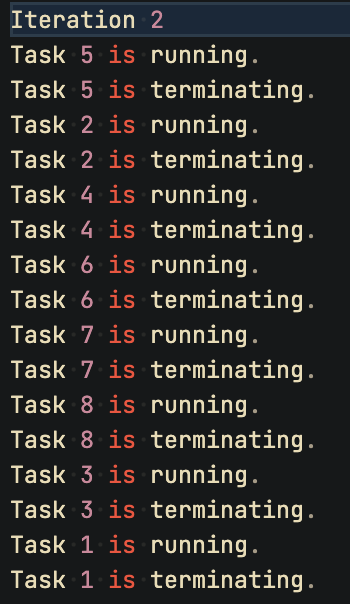 Iteration 2
Task 5 is running.
Task 5 is terminating.
Task 2 is running.
Task 2 is terminating.
Task 4 is running.
Task 4 is terminating.
Task 6 is running.
Task 6 is terminating.
Task 7 is running.
Task 7 is terminating.
Task 8 is running.
Task 8 is terminating.
Task 3 is running.
Task 3 is terminating.
Task 1 is running.
Task 1 is terminating.